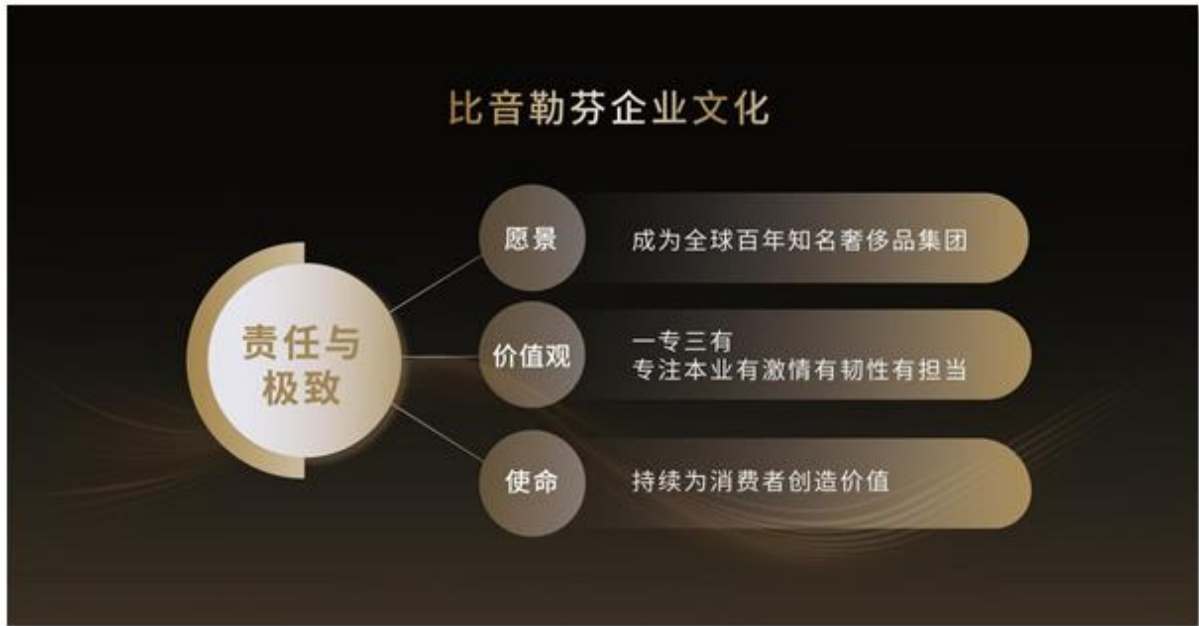 比音勒芬企业文化
责任与
极致
愿景
成为全球百年知名奢侈品集团
价值观
一专三有
专注本业有激情有韧性有担当
使命
持续为消费者创造价值